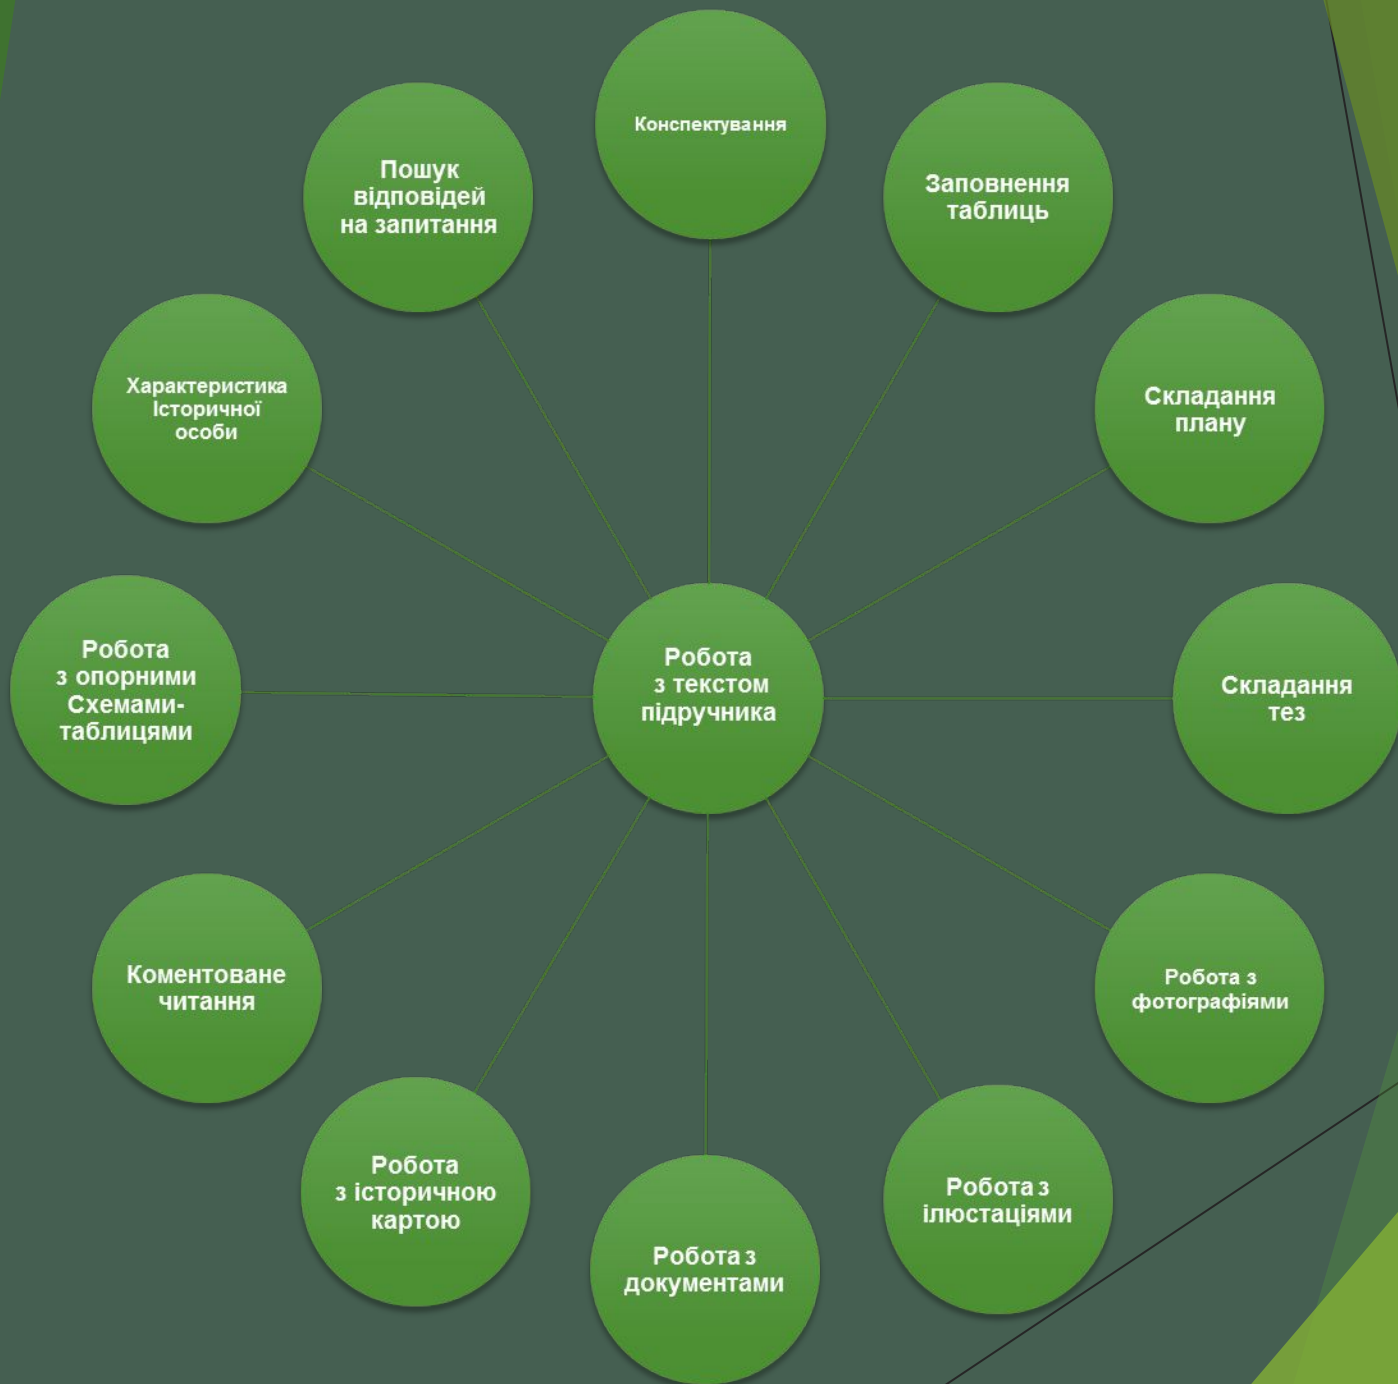 Конспектування
Заповнення
таблиць
Складання
плану
Складання
тез
Робота з
фотографіями
Робота з
ілюстаціями
Робота з
документами
Робота
з історичною
картою
Коментоване
читання
Робота
з опорними
Схемами-
таблицями
Характеристика
Історичної
особи
Пошук
відповідей
на запитання
Робота
з текстом
підручника